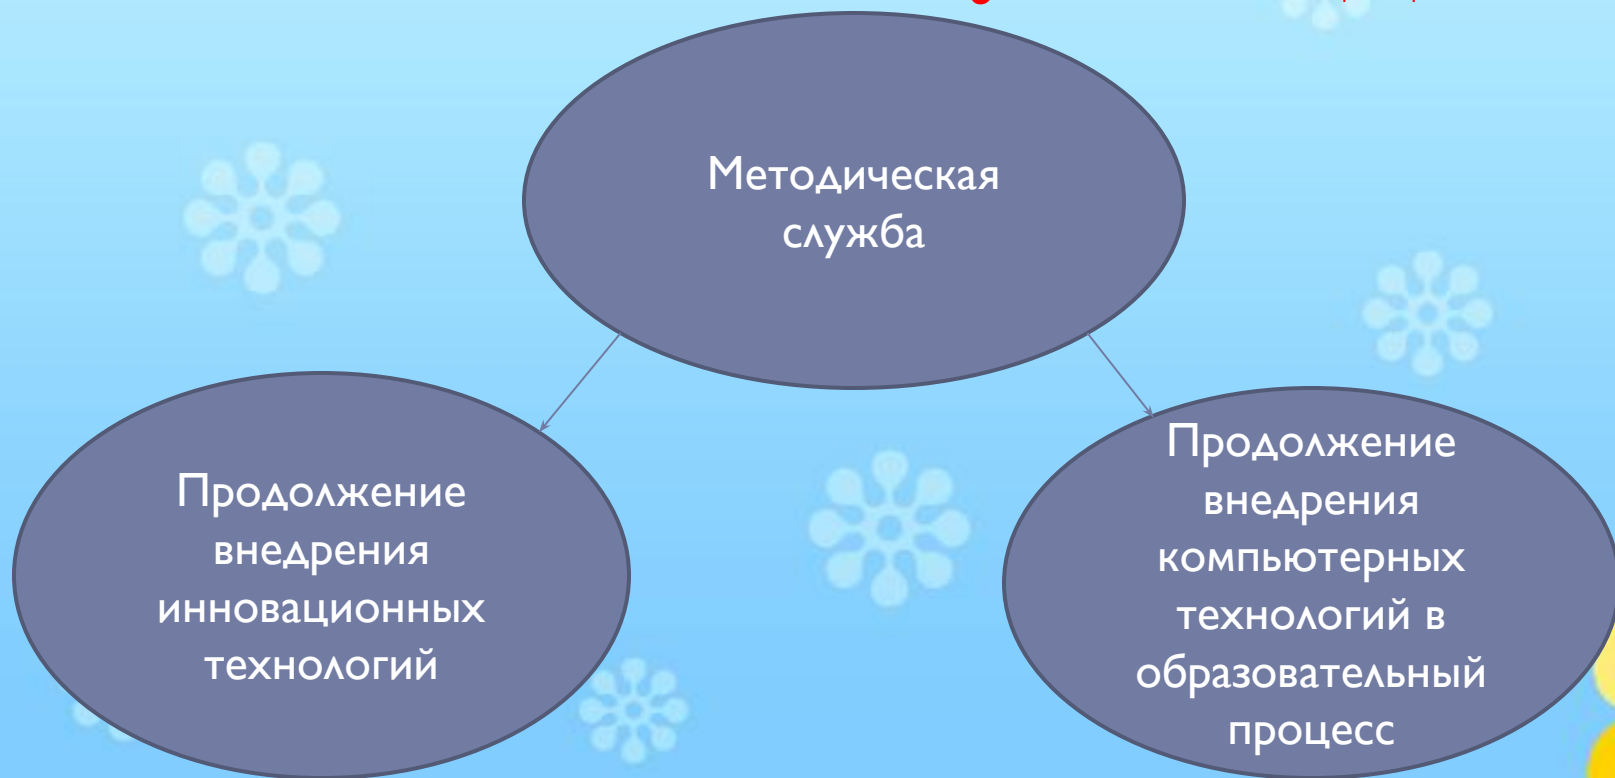 Методическая
служба
Продолжение
внедрения
инновационных
технологий
Продолжение
внедрения
компьютерных
технологий в
образовательный
процесс